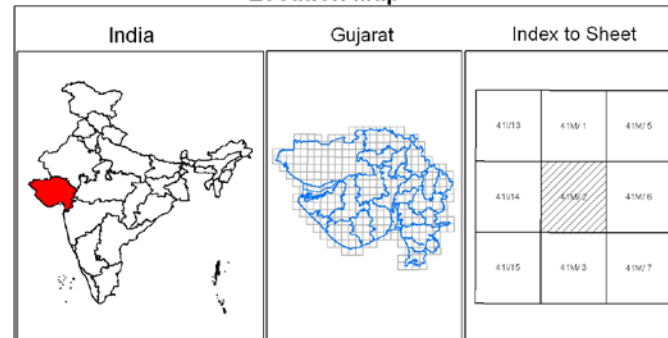 India
Gujarat
Index to Sheet
41I/13 41M/ 1 41M/ 5
41I/14 41M/ 2 41M/ 6
41I/15 41M/ 3 41M/ 7